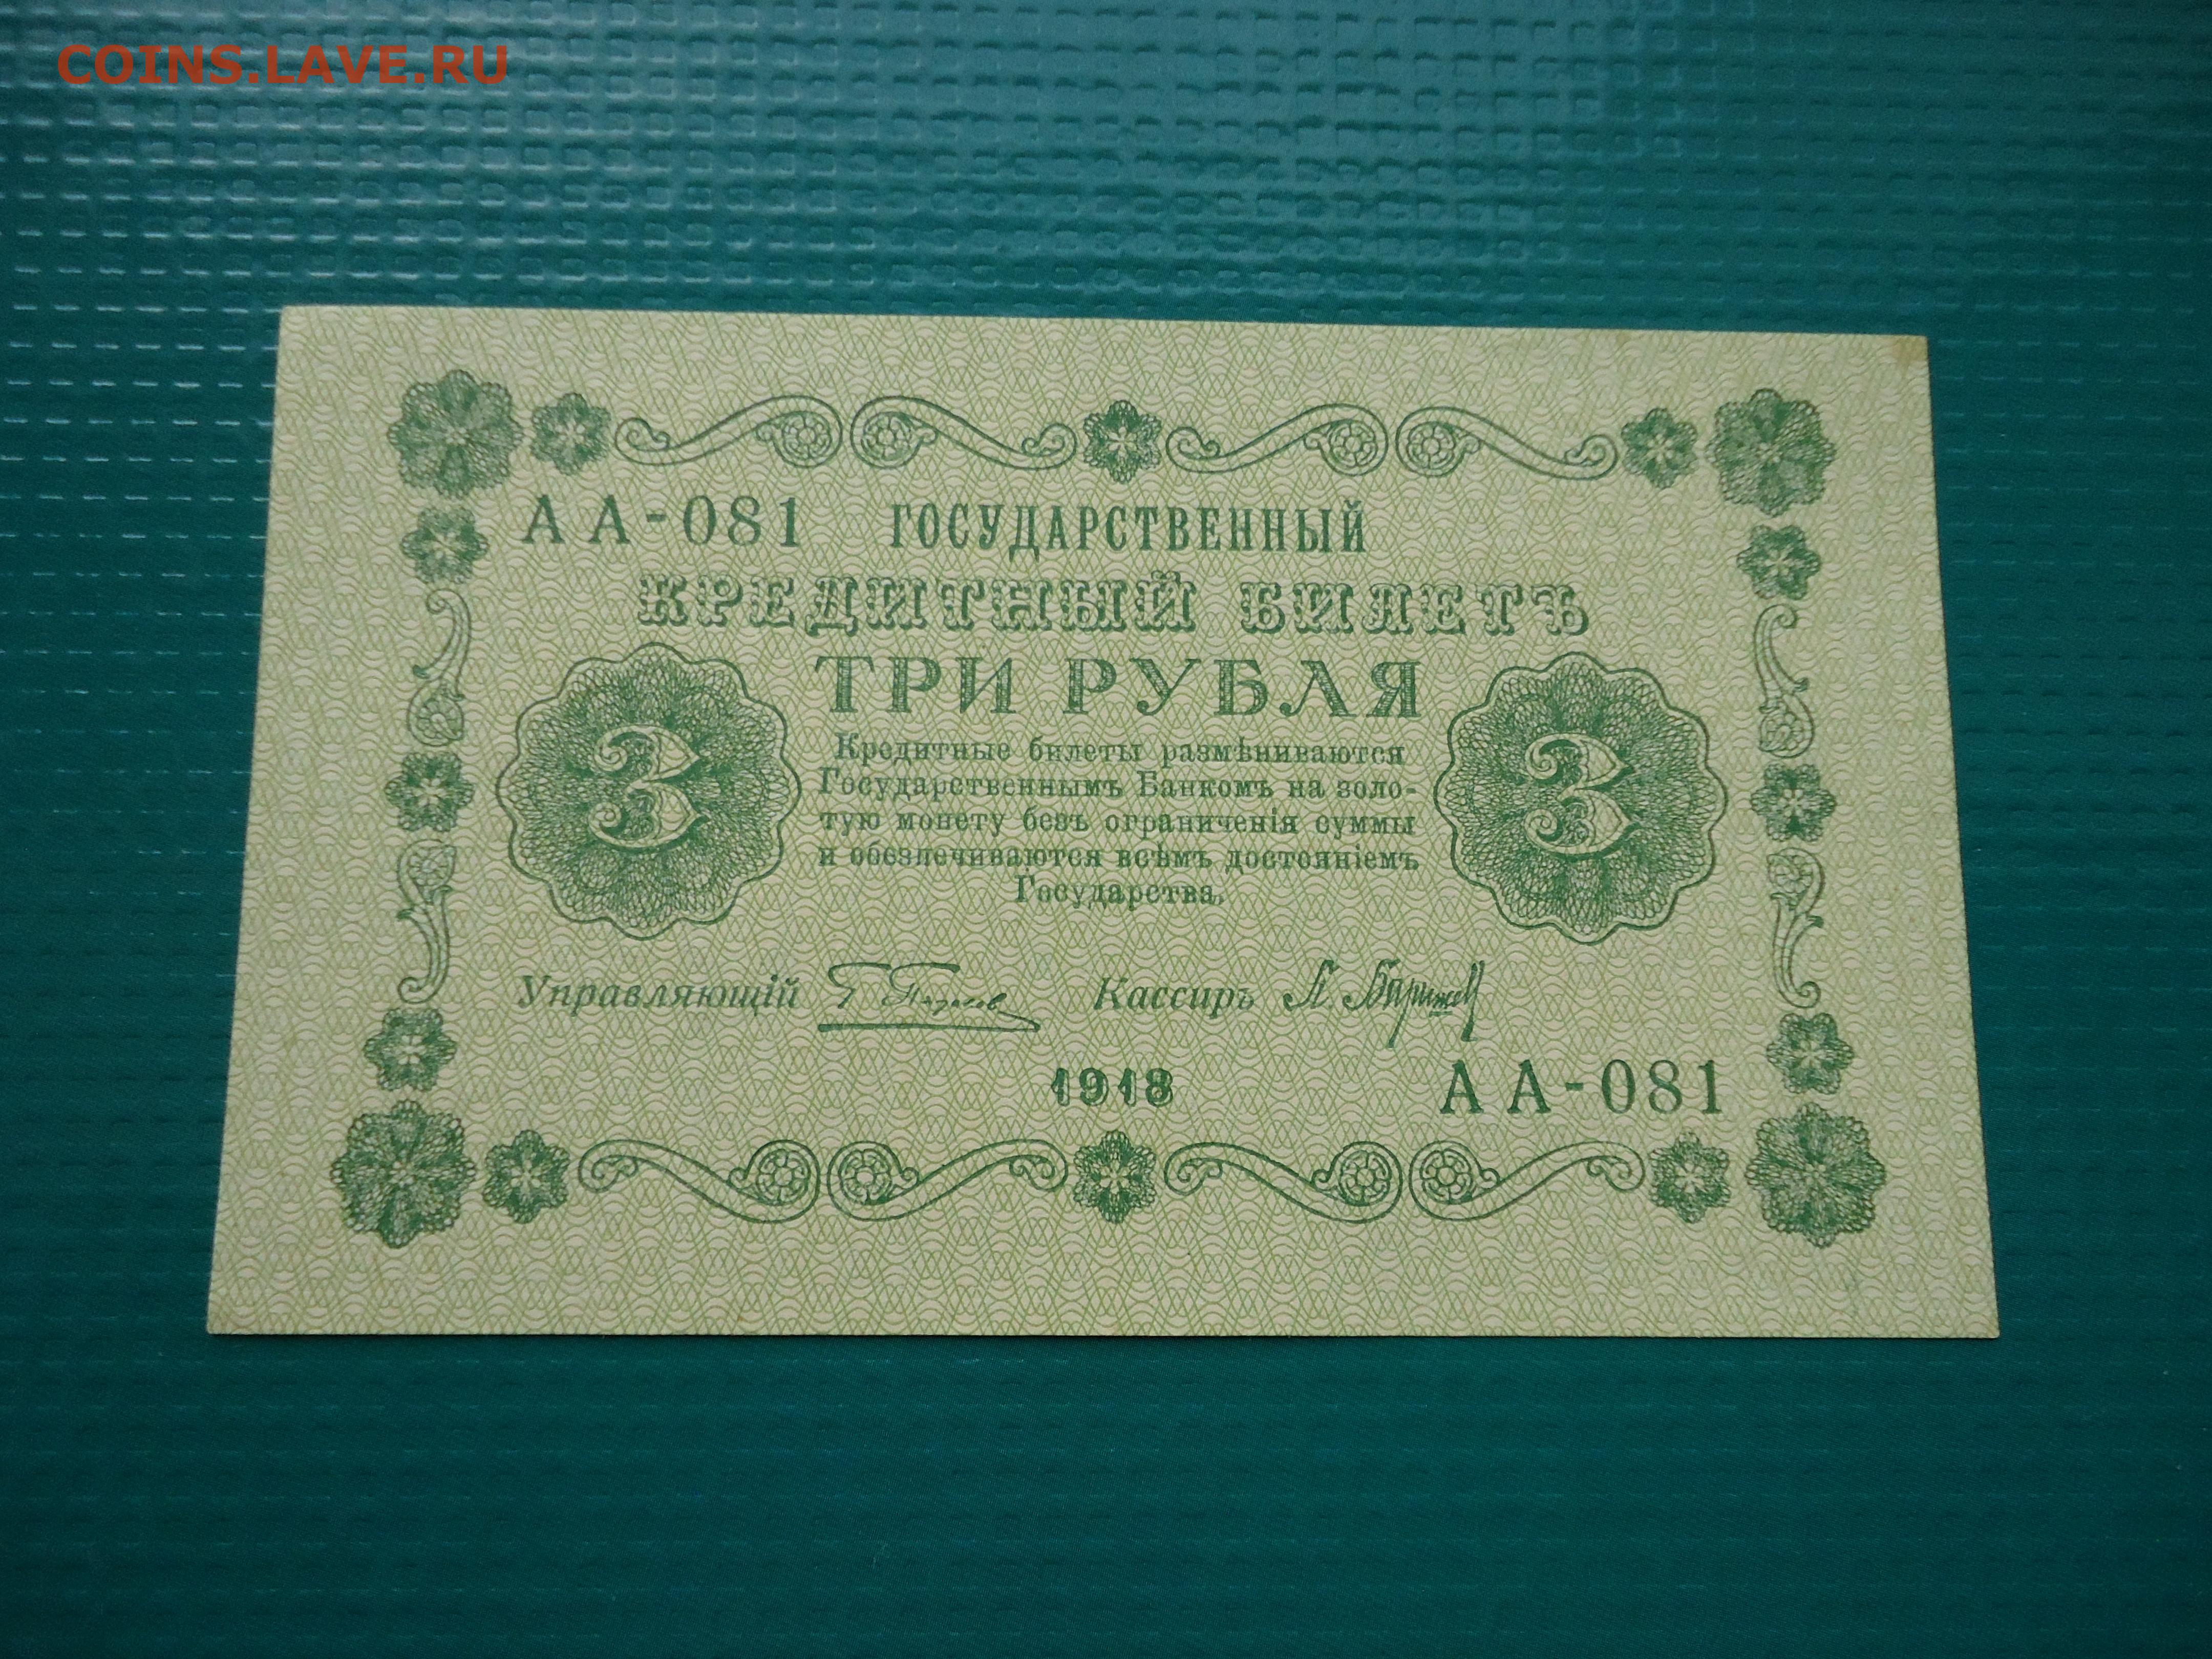 COINS.LAVE.RU
АА-081 ГОСУДАРСТВЕННЫЙ
КРЕДИТНЫЙ БИЛЕТЪ
ТРИ РУБЛЯ
3 3
Кредитные билеты размѣниваются
Государственнымъ Банкомъ на золо-
тую монету безъ ограниченія суммы
и обезпечиваются всѣмъ достояніемъ
Государства.
Управляющій Г. Пятаков Кассиръ
1918
АА-081